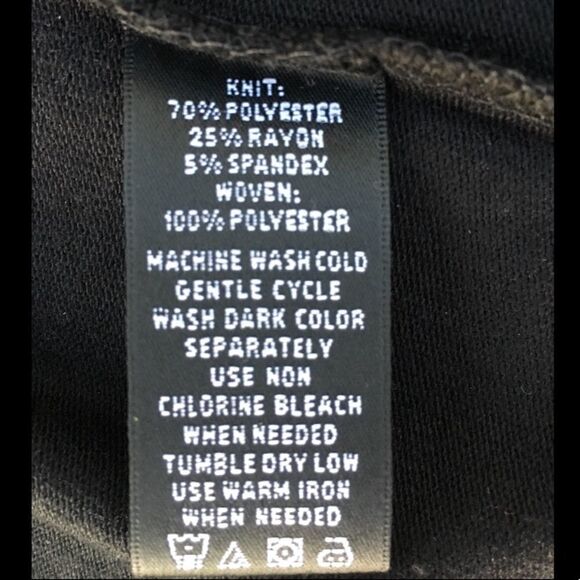 KNIT:
70% POLYESTER
25% RAYON
5% SPANDEX
WOVEN:
100% POLYESTER
MACHINE WASH COLD
GENTLE CYCLE
WASH DARK COLOR
SEPARATELY
USE NON
CHLORINE BLEACH
WHEN NEEDED
TUMBLE DRY LOW
USE WARM IRON
WHEN NEEDED